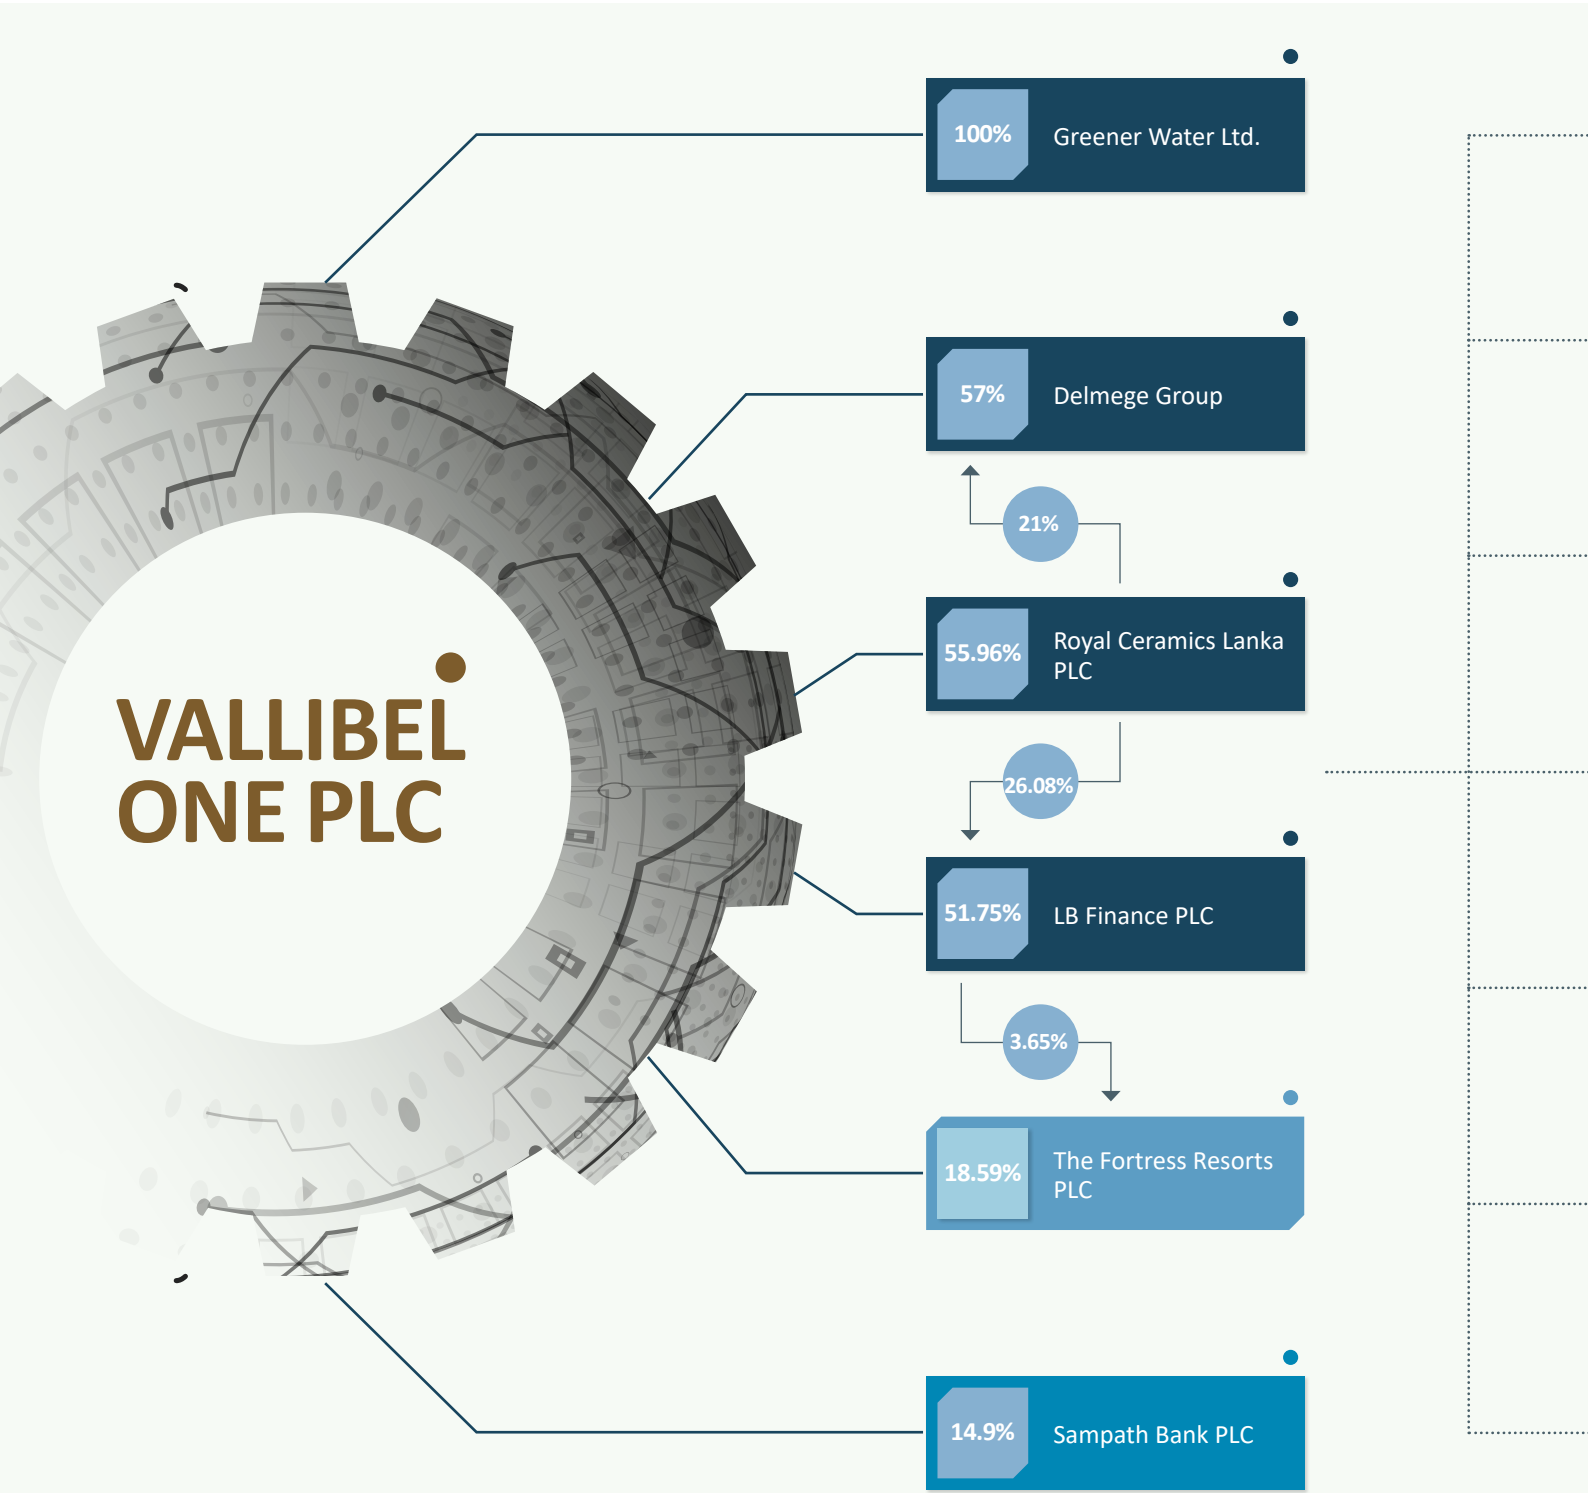 VALLIBEL
ONE PLC
100%
Greener Water Ltd.
57%
Delmege Group
21%
55.96%
Royal Ceramics Lanka
PLC
26.08%
51.75%
LB Finance PLC
3.65%
18.59%
The Fortress Resorts
PLC
14.9%
Sampath Bank PLC